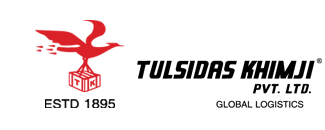 T K
ESTD 1895
TULSIDAS KHIMJI®
PVT. LTD.
GLOBAL LOGISTICS